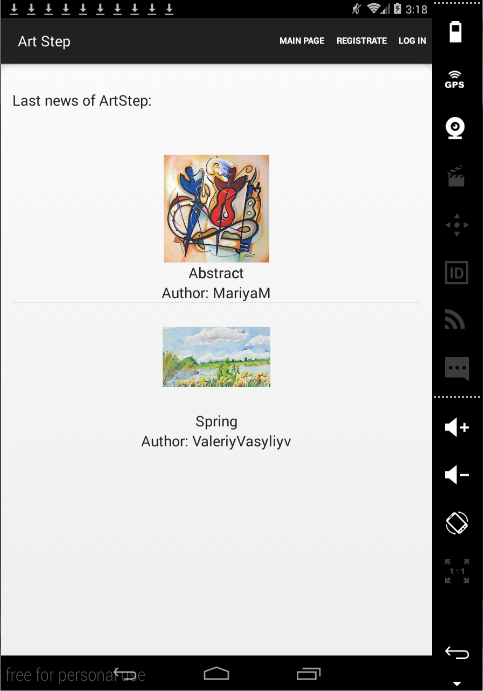 3:18
Art Step
MAIN PAGE REGISTRATE LOG IN
Last news of ArtStep:
Abstract
Author: MariyaM
Spring
Author: ValeriyVasyliyv
free for personal use
GPS
ID
1:1